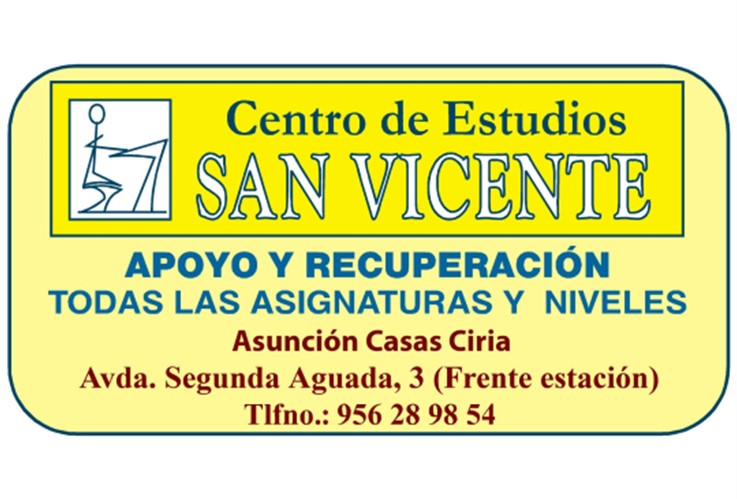 Centro de Estudios
SAN VICENTE
APOYO Y RECUPERACIÓN
TODAS LAS ASIGNATURAS Y NIVELES
Asunción Casas Ciria
Avda. Segunda Aguada, 3 (Frente estación)
Tlfno.: 956 28 98 54